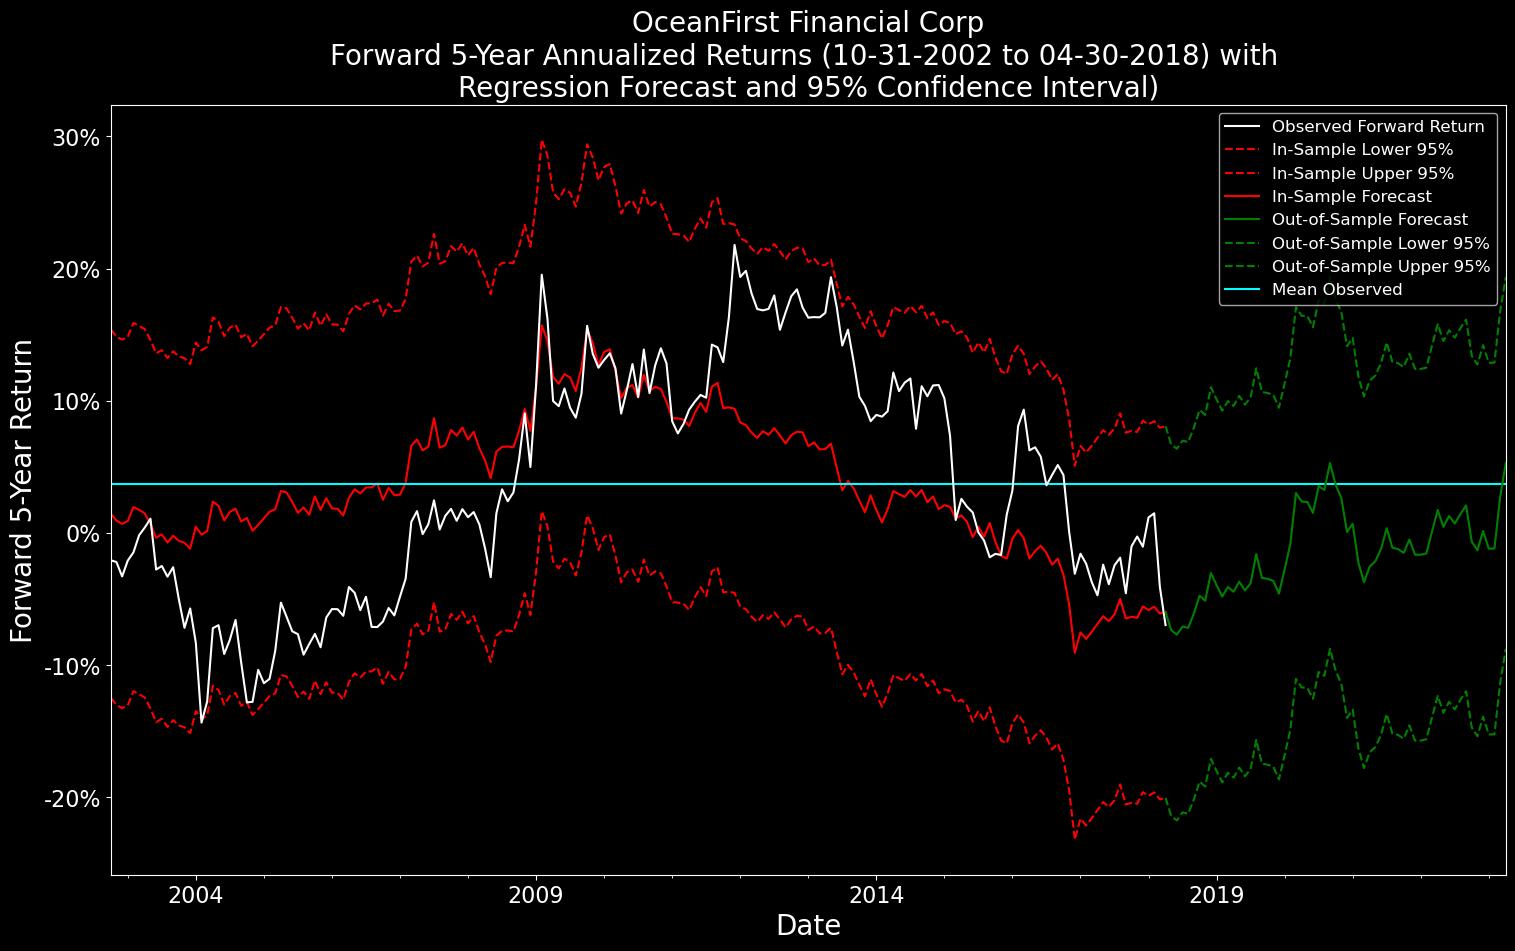 OceanFirst Financial Corp
Forward 5-Year Annualized Returns (10-31-2002 to 04-30-2018) with
Regression Forecast and 95% Confidence Interval)
Forward 5-Year Return
30%
20%
10%
0%
-10%
-20%
Observed Forward Return
In-Sample Lower 95%
In-Sample Upper 95%
In-Sample Forecast
Out-of-Sample Forecast
Out-of-Sample Lower 95%
Out-of-Sample Upper 95%
Mean Observed
2004 2009 2014 2019
Date